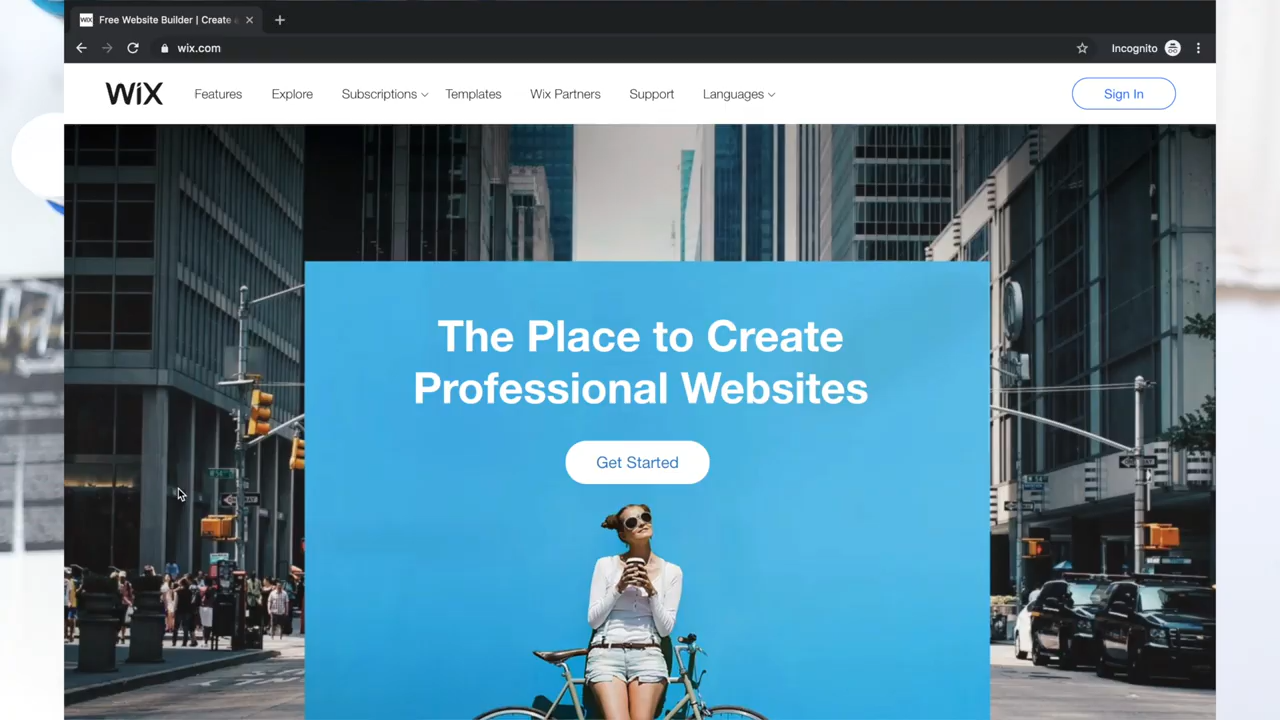 WiX Free Website Builder | Create
wix.com
Incognito
WiX
Features
Explore
Subscriptions
Templates
Wix Partners
Support
Languages
Sign In
The Place to Create
Professional Websites
Get Started